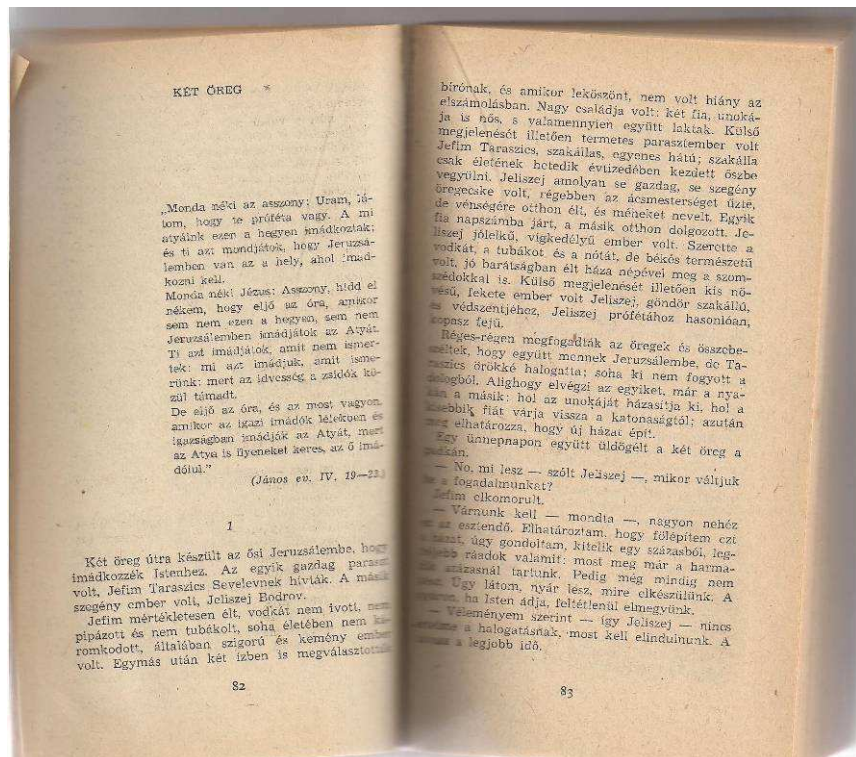 KÉT ÖREG
„Monda néki az asszony: Uram, lá-
tom, hogy te próféta vagy. A mi
atyáink ezen a hegyen imádkoztak;
és ti azt mondjátok, hogy Jeruzsá-
lemben van az a hely, ahol imád-
kozni kell.
Monda néki Jézus: Asszony, hidd el
nékem, hogy eljő az óra, amikor
sem nem ezen a hegyen, sem nem
Jeruzsálemben imádjátok az Atyát.
Ti azt imádjátok, amit nem ismer-
tek: mi azt imádjuk, amit isme-
rünk: mert az idvesség a zsidók kö-
zül támadt.
De eljő az óra, és az most vagyon,
amikor az igazi imádók lélekben és
igazságban imádják az Atyát, mert
az Atya is ilyeneket keres, az ő imá-
dóiul.”
(János ev. IV, 19—23.)
1
Két öreg útra készült az ősi Jeruzsálembe, hogy
imádkozzék Istenhez. Az egyik gazdag paraszt
volt, Jefim Taraszics Sevelevnek hívták. A másik
szegény ember volt, Jeliszej Bodrov.
Jefim mértékletesen élt, vodkát nem ivott, nem
pipázott és nem tubákolt, soha életében nem ká-
romkodott, általában szigorú és kemény ember
volt. Egymás után két ízben is megválasztották
82
bírónak, és amikor leköszönt, nem volt hiány az
elszámolásban. Nagy családja volt: két fia, unoká-
ja is nős, s valamennyien együtt laktak. Külső
megjelenését illetően termetes parasztember volt
Jefim Taraszics, szakállas, egyenes hátú; szakálla
csak életének hetedik évtizedében kezdett őszbe
vegyülni. Jeliszej amolyan se gazdag, se szegény
öregecske volt, régebben az ácsmesterséget űzte,
de vénségére otthon élt, és méheket nevelt. Egyik
fia napszámba járt, a másik otthon dolgozott. Je-
liszej jólelkű, vígkedélyű ember volt. Szerette a
vodkát, a tubákot és a nótát, de békés természetű
volt, jó barátságban élt háza népével meg a szom-
szédokkal is. Külső megjelenését illetően kis nö-
vésű, fekete ember volt Jeliszej, göndör szakállú,
és védszentjéhez, Jeliszej prófétához hasonlóan,
kopasz fejű.
Réges-régen megfogadták az öregek és összebe-
széltek, hogy együtt mennek Jeruzsálembe, de Ta-
raszics örökké halogatta; soha ki nem fogyott a
dologból. Alighogy elvégzi az egyiket, már a nya-
kán a másik: hol az unokáját házasítja ki, hol a
kisebbik fiát várja vissza a katonaságtól; azután
meg elhatározza, hogy új házat épít.
Egy ünnepnapon együtt üldögélt a két öreg a
padkán.
— No, mi lesz —, szólt Jeliszej —, mikor váltjuk
be a fogadalmunkat?
Jefim elkomorult.
— Várnunk kell — mondta —, nagyon nehéz
ez az esztendő. Elhatároztam, hogy fölépítem ezt
a házat, úgy gondoltam, kitelik egy százasból, leg-
feljebb ráadok valamit: most meg már a harma-
dik százasnál tartunk. Pedig még mindig nem
kész. Úgy látom, nyár lesz, mire elkészülünk. A
nyáron, ha Isten ádja, feltétlenül elmegyünk.
— Véleményem szerint — így Jeliszej — nincs
értelme a halogatásnak, most kell elindulnunk. A
a legjobb idő.
83